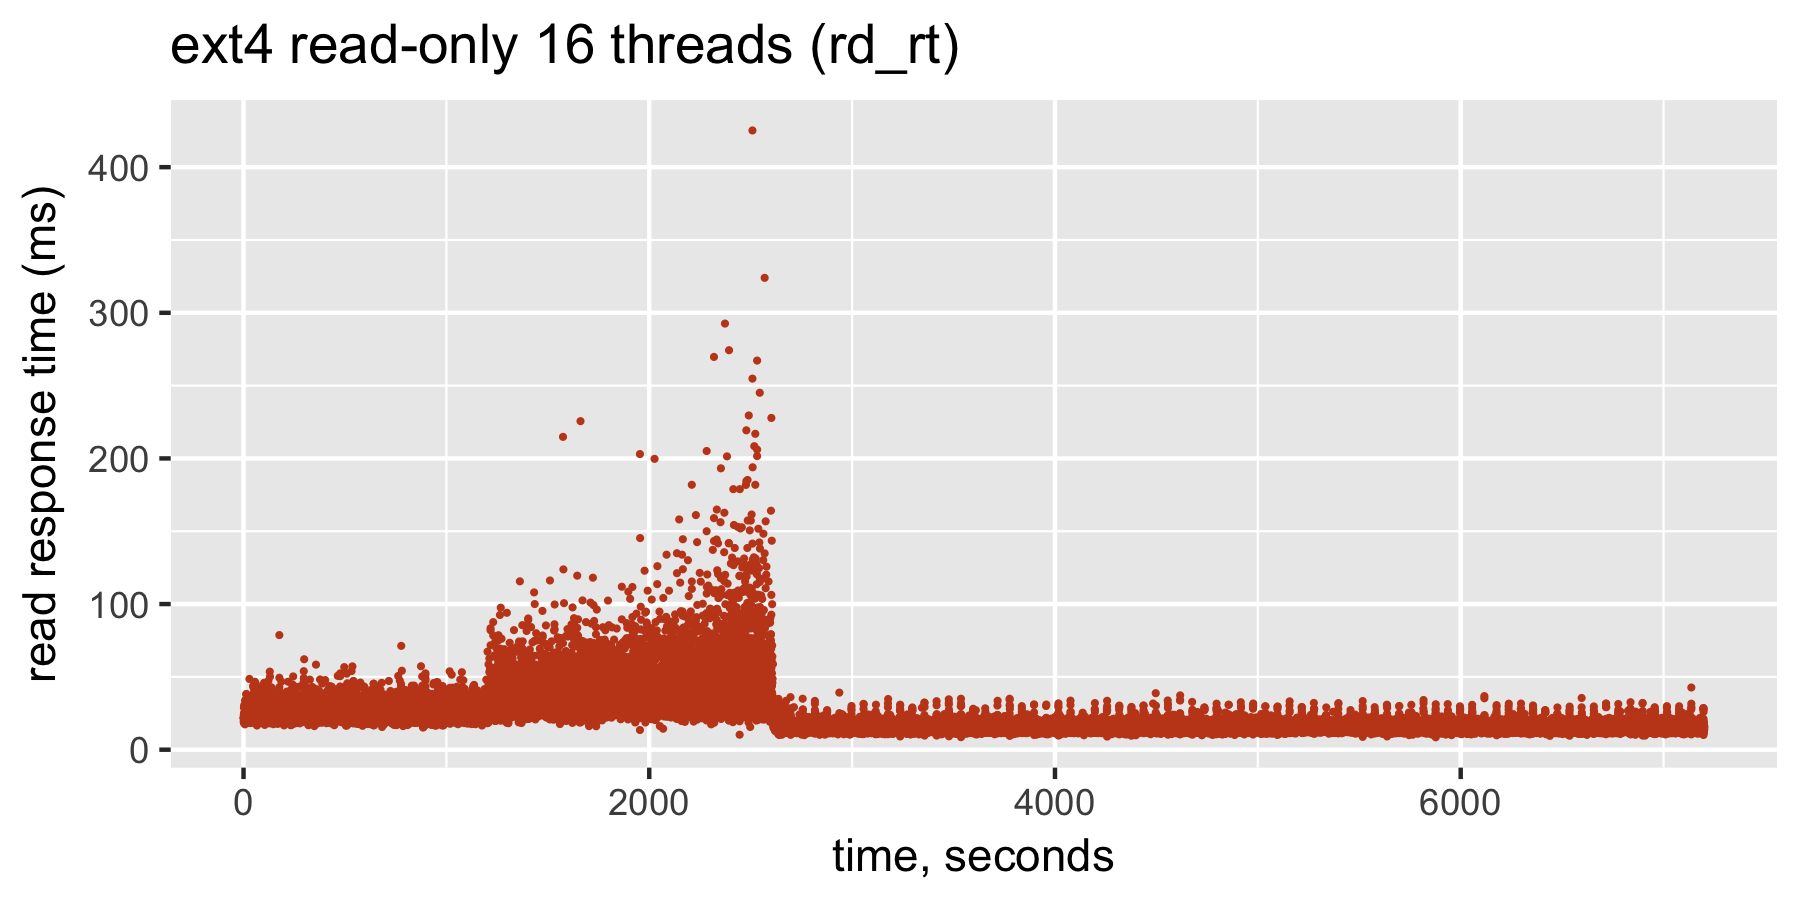 ext4 read-only 16 threads (rd_rt)
read response time (ms)
400
300
200
100
0
0 2000 4000 6000
time, seconds